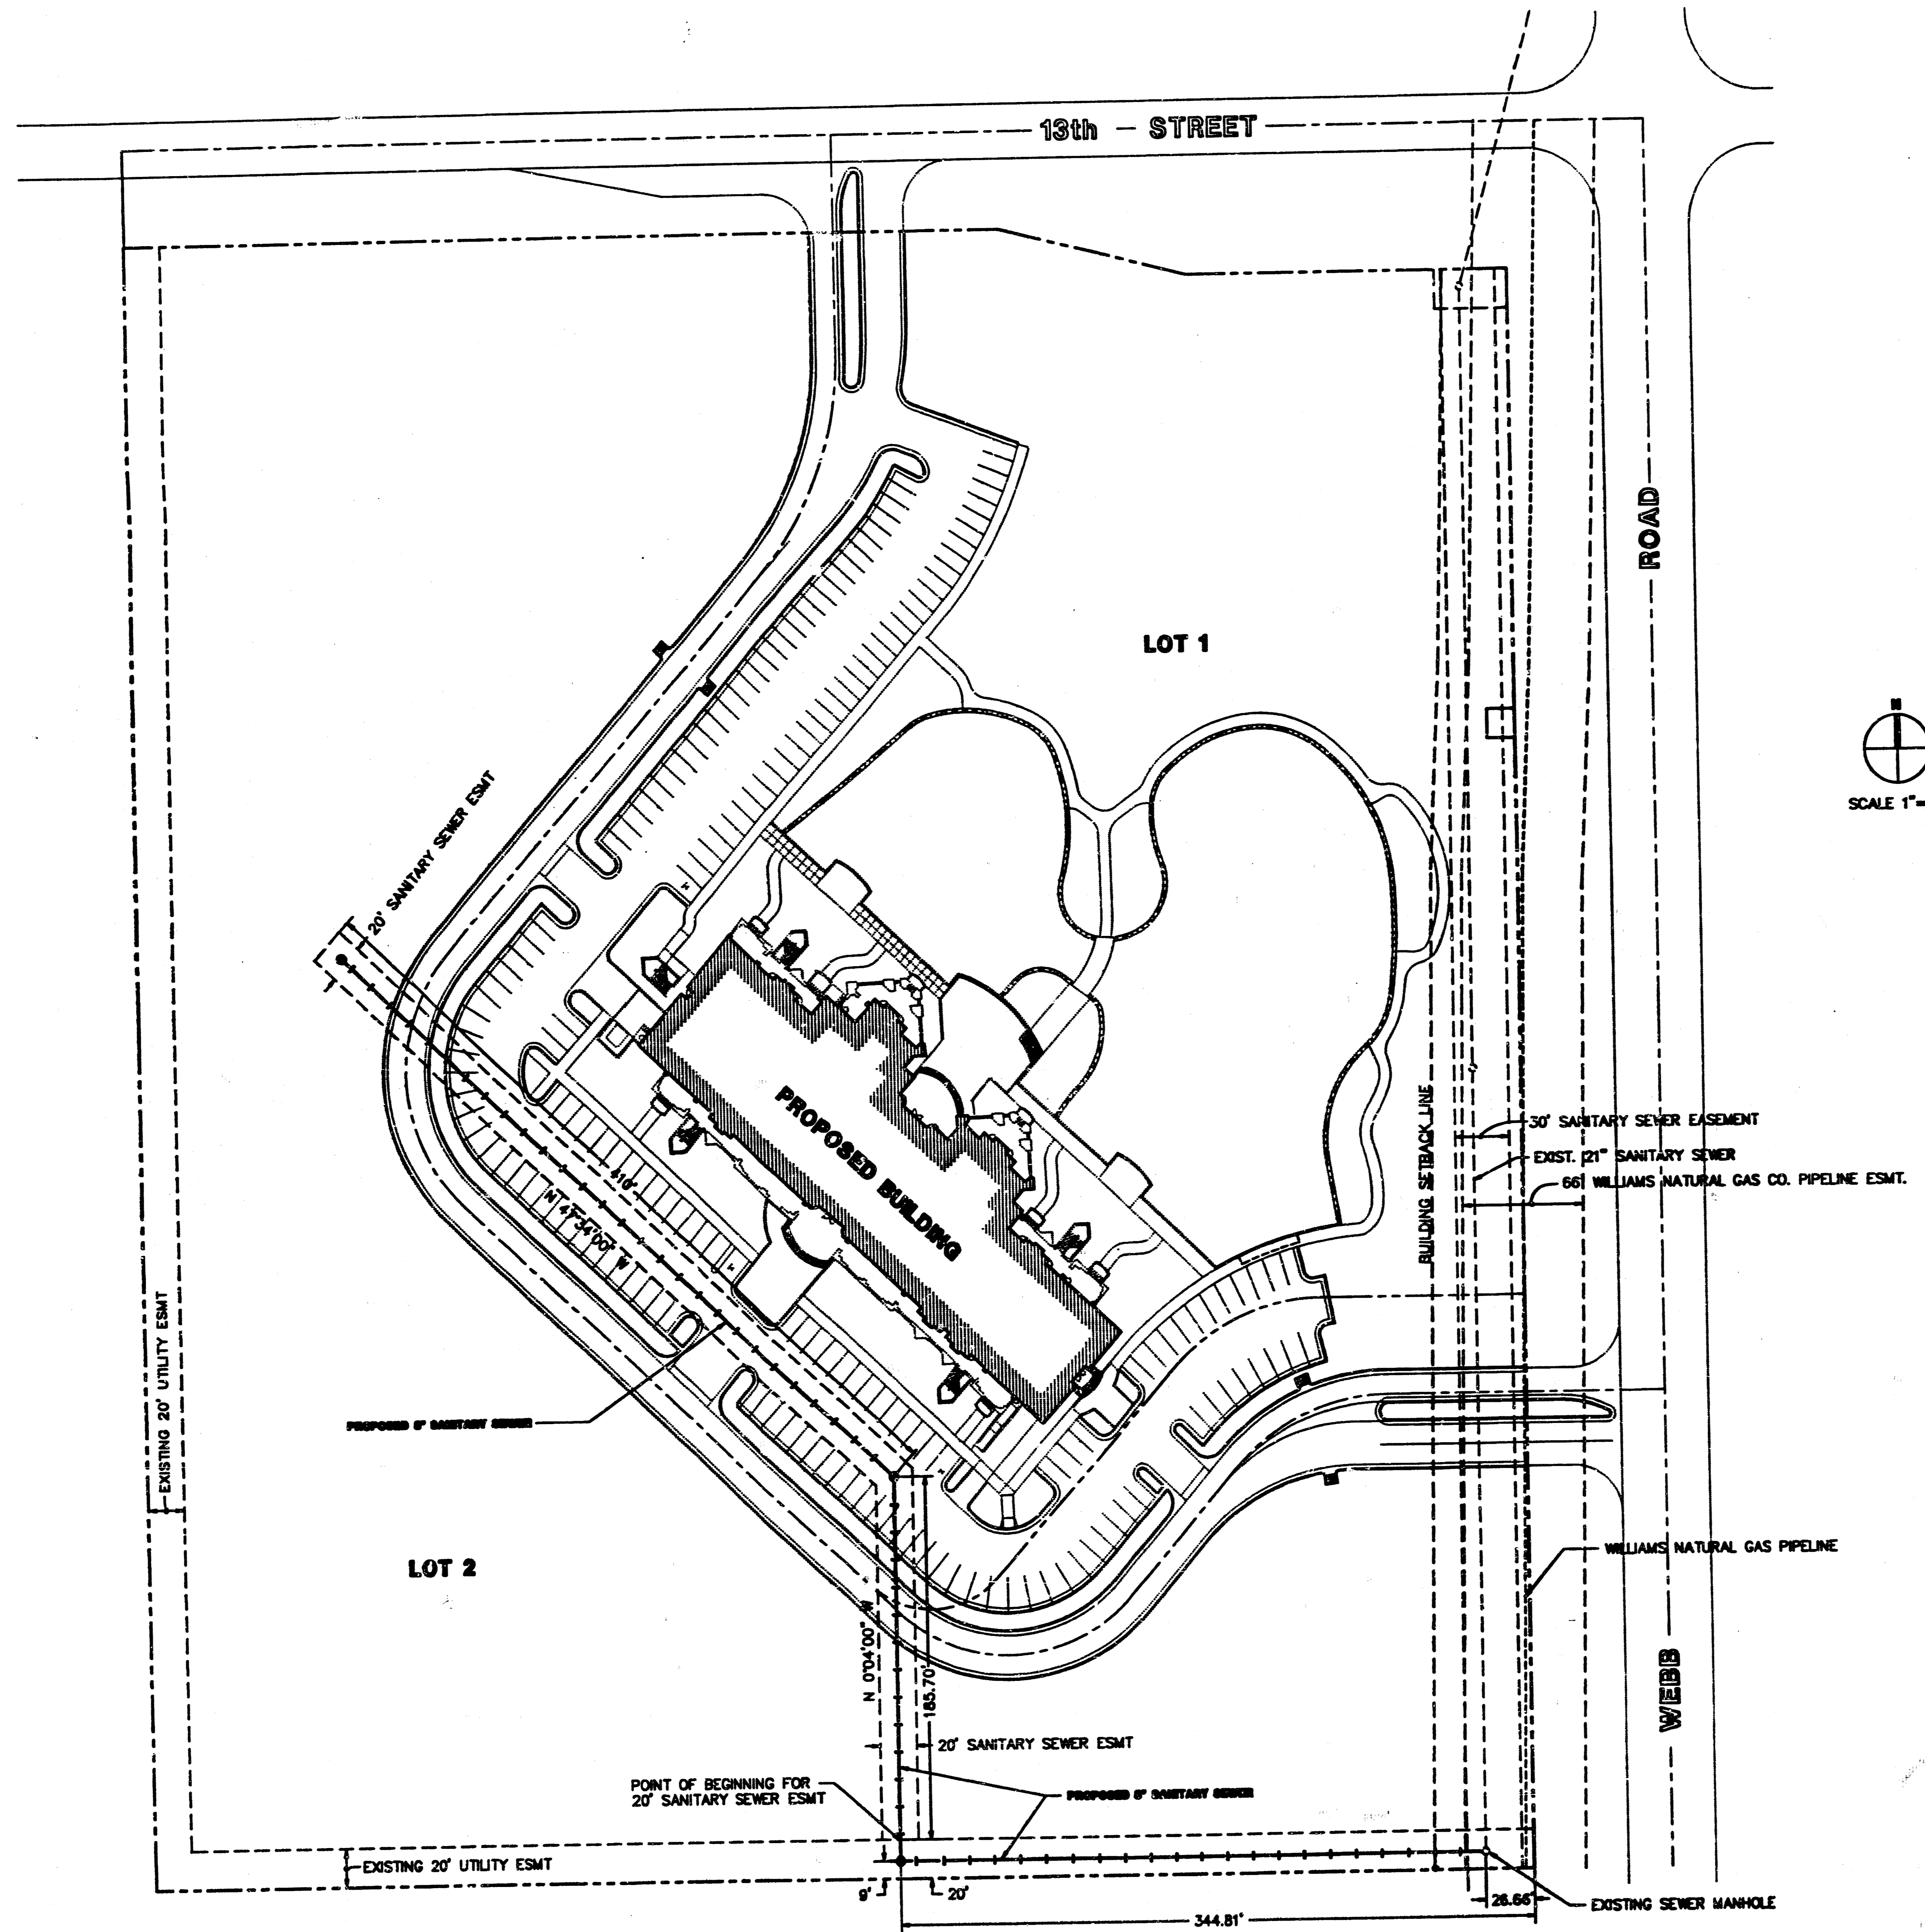 13th - STREET
ROAD
LOT 1
N
SCALE 1"=
20' SANITARY SEWER ESMT
30' SANITARY SEWER EASEMENT
EXIST. 21" SANITARY SEWER
66' WILLIAMS NATURAL GAS CO. PIPELINE ESMT.
BUILDING SETBACK LINE
PROPOSED BUILDING
410'
EXISTING 20' UTILITY ESMT
PROPOSED 8" SANITARY SEWER
LOT 2
WILLIAMS NATURAL GAS PIPELINE
N 0°04'00" W
185.70'
WEBB
20' SANITARY SEWER ESMT
POINT OF BEGINNING FOR
20' SANITARY SEWER ESMT
PROPOSED 8" SANITARY SEWER
EXISTING 20' UTILITY ESMT
9'
20'
26.66'
EXISTING SEWER MANHOLE
344.81'